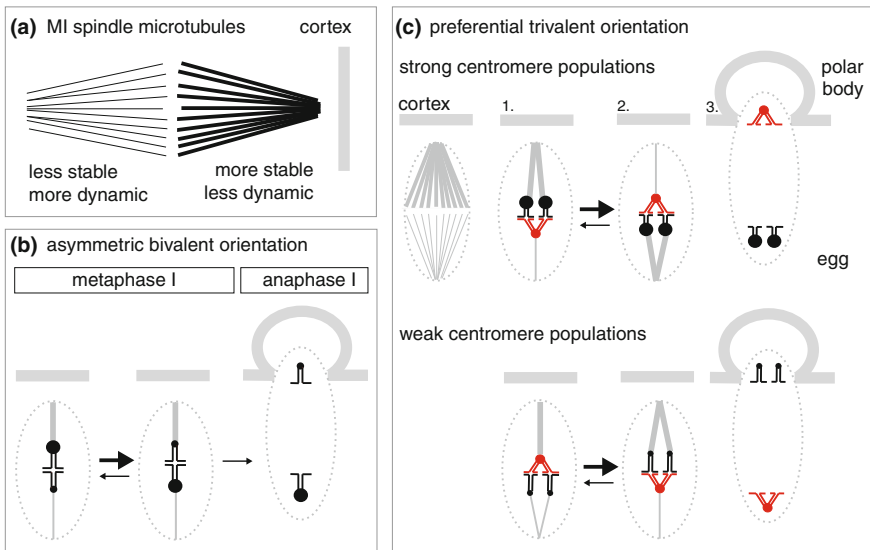 (a) MI spindle microtubules
cortex
less stable
more dynamic
more stable
less dynamic
(b) asymmetric bivalent orientation
metaphase I
anaphase I
(c) preferential trivalent orientation
strong centromere populations
polar
body
cortex
1.
2.
3.
egg
weak centromere populations